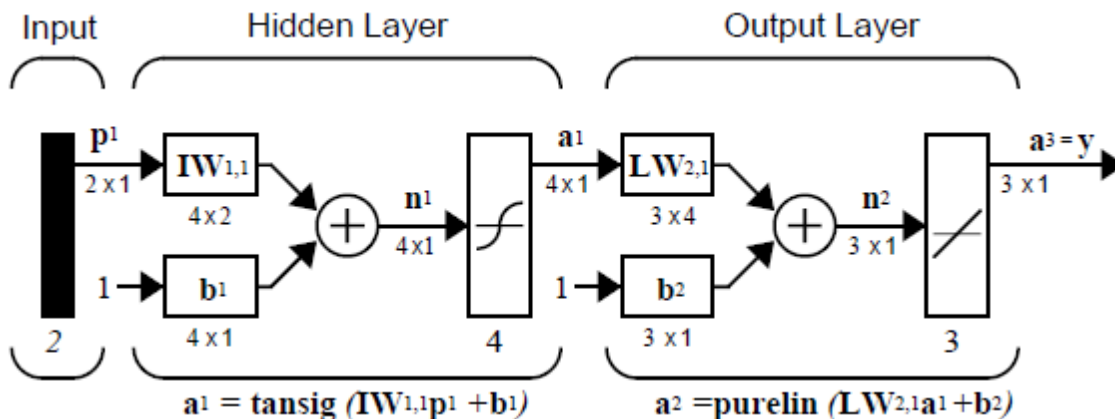 Input Hidden Layer Output Layer
p1 a1 a3 = y
IW1,1 LW2,1
2 x 1 4 x 1 3 x 1
4 x 2 n1 3 x 4 n2
4 x 1 3 x 1
1 b1 1 b2
2 4 x 1 4 3 x 1 3
a1 = tansig (IW1,1p1 +b1) a2 =purelin (LW2,1a1 +b2)